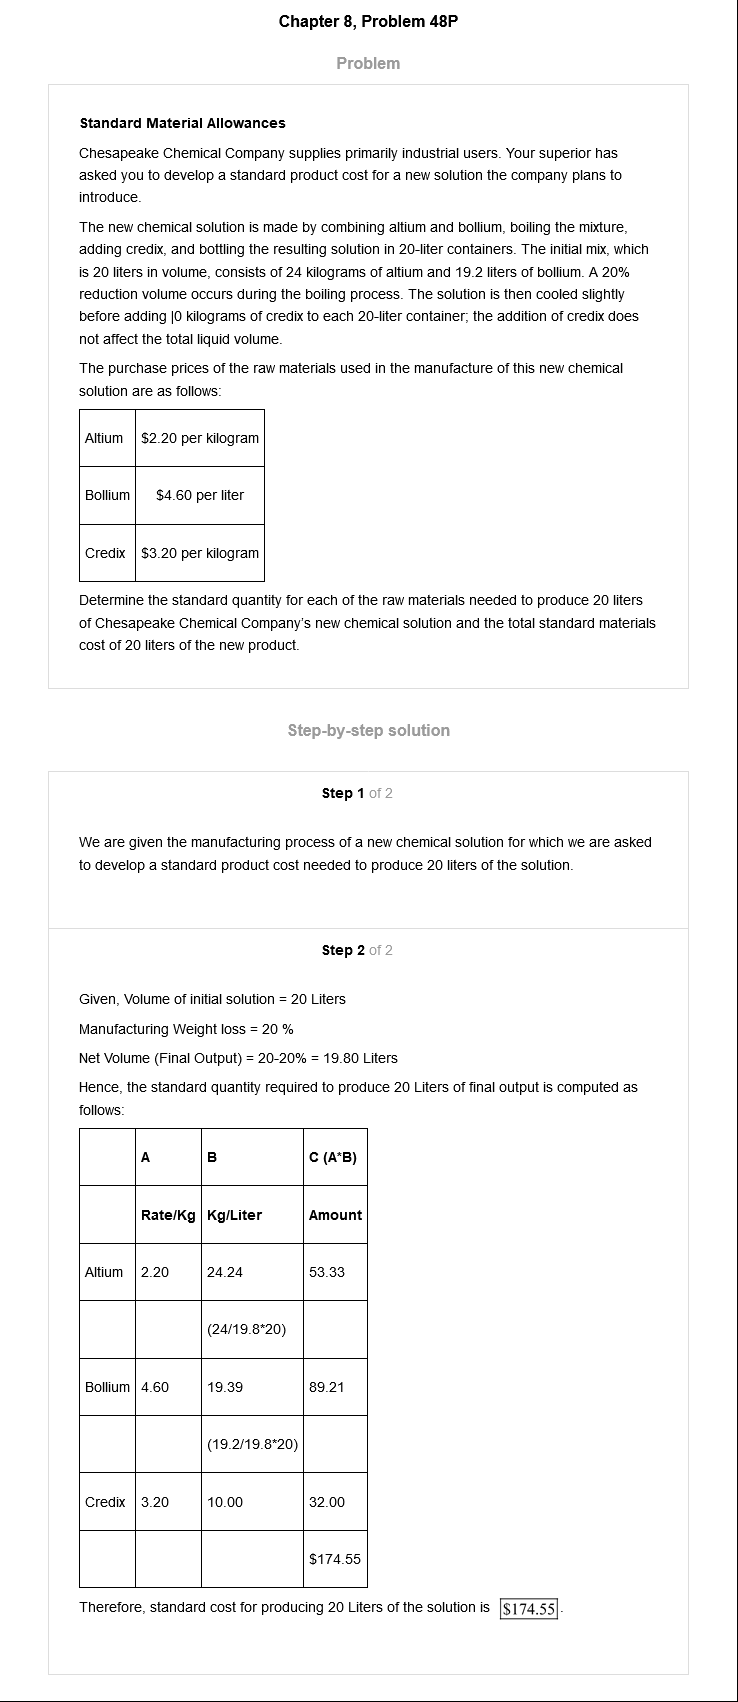 Chapter 8, Problem 48P
Problem
Standard Material Allowances
Chesapeake Chemical Company supplies primarily industrial users. Your superior has
asked you to develop a standard product cost for a new solution the company plans to
introduce.
The new chemical solution is made by combining altium and bollium, boiling the mixture,
adding credix, and bottling the resulting solution in 20-liter containers. The initial mix, which
is 20 liters in volume, consists of 24 kilograms of altium and 19.2 liters of bollium. A 20%
reduction volume occurs during the boiling process. The solution is then cooled slightly
before adding |0 kilograms of credix to each 20-liter container; the addition of credix does
not affect the total liquid volume.
The purchase prices of the raw materials used in the manufacture of this new chemical
solution are as follows:
Altium $2.20 per kilogram
Bollium $4.60 per liter
Credix $3.20 per kilogram
Determine the standard quantity for each of the raw materials needed to produce 20 liters
of Chesapeake Chemical Company's new chemical solution and the total standard materials
cost of 20 liters of the new product.
Step-by-step solution
Step 1 of 2
We are given the manufacturing process of a new chemical solution for which we are asked
to develop a standard product cost needed to produce 20 liters of the solution.
Step 2 of 2
Given, Volume of initial solution = 20 Liters
Manufacturing Weight loss = 20 %
Net Volume (Final Output) = 20-20% = 19.80 Liters
Hence, the standard quantity required to produce 20 Liters of final output is computed as
follows:
A B C (A*B)
Rate/Kg Kg/Liter Amount
Altium 2.20 24.24 53.33
(24/19.8*20)
Bollium 4.60 19.39 89.21
(19.2/19.8*20)
Credix 3.20 10.00 32.00
$174.55
Therefore, standard cost for producing 20 Liters of the solution is $174.55.